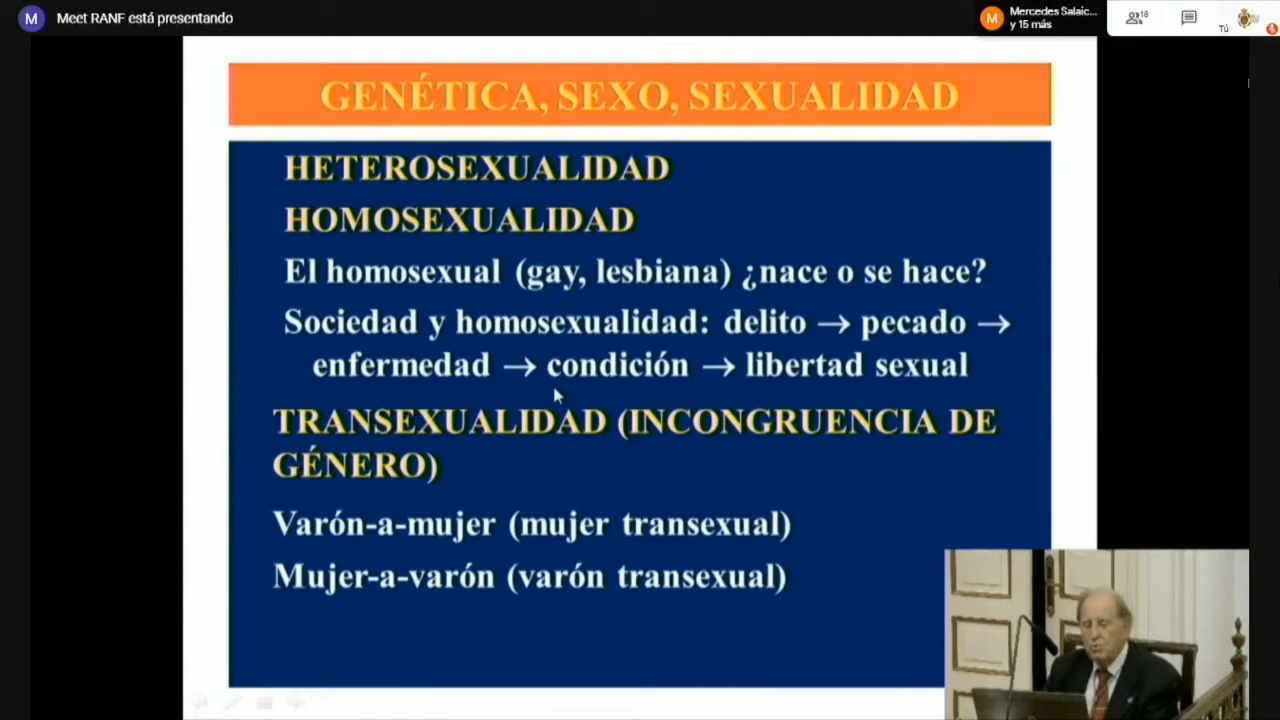 M Meet RANF está presentando
M Mercedes Salaic...
y 15 más
18
Tú
GENÉTICA, SEXO, SEXUALIDAD
HETEROSEXUALIDAD
HOMOSEXUALIDAD
El homosexual (gay, lesbiana) ¿nace o se hace?
Sociedad y homosexualidad: delito → pecado →
enfermedad → condición → libertad sexual
TRANSEXUALIDAD (INCONGRUENCIA DE
GÉNERO)
Varón-a-mujer (mujer transexual)
Mujer-a-varón (varón transexual)